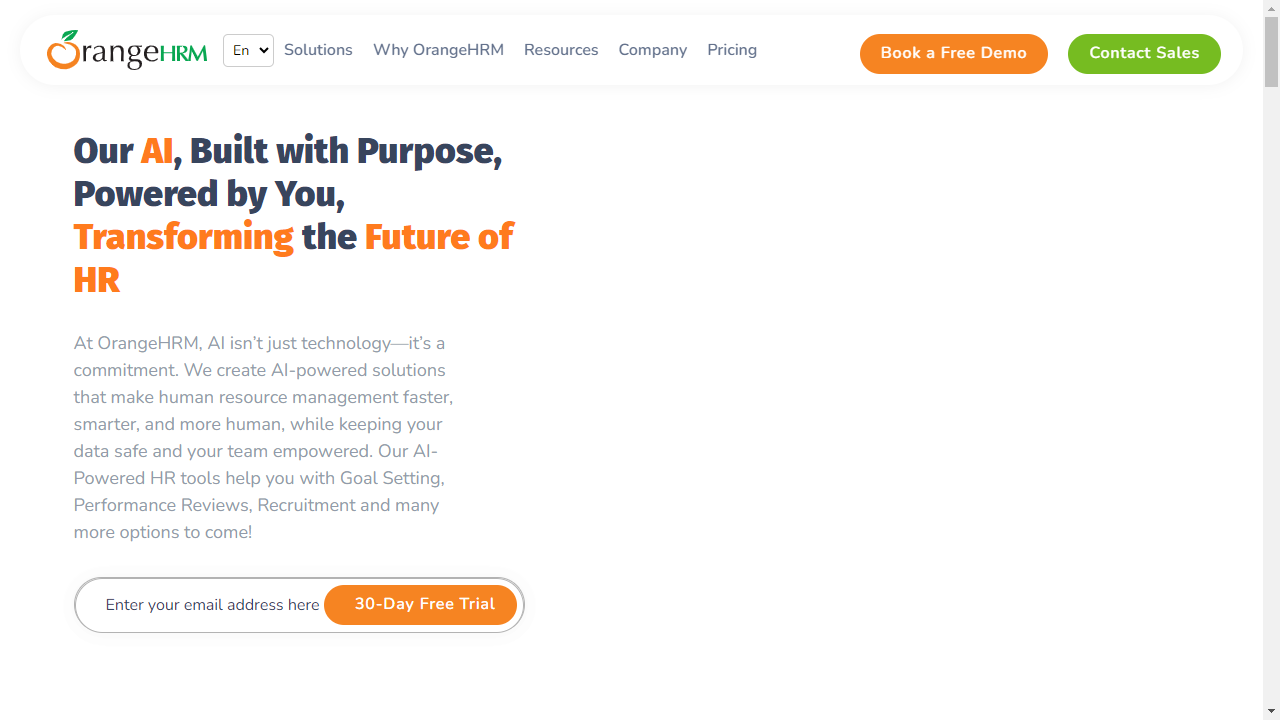 OrangeHRM
En
Solutions
Why OrangeHRM
Resources
Company
Pricing
Book a Free Demo
Contact Sales
Our AI, Built with Purpose,
Powered by You,
Transforming the Future of
HR
At OrangeHRM, AI isn’t just technology—it’s a
commitment. We create AI-powered solutions
that make human resource management faster,
smarter, and more human, while keeping your
data safe and your team empowered. Our AI-
Powered HR tools help you with Goal Setting,
Performance Reviews, Recruitment and many
more options to come!
Enter your email address here
30-Day Free Trial